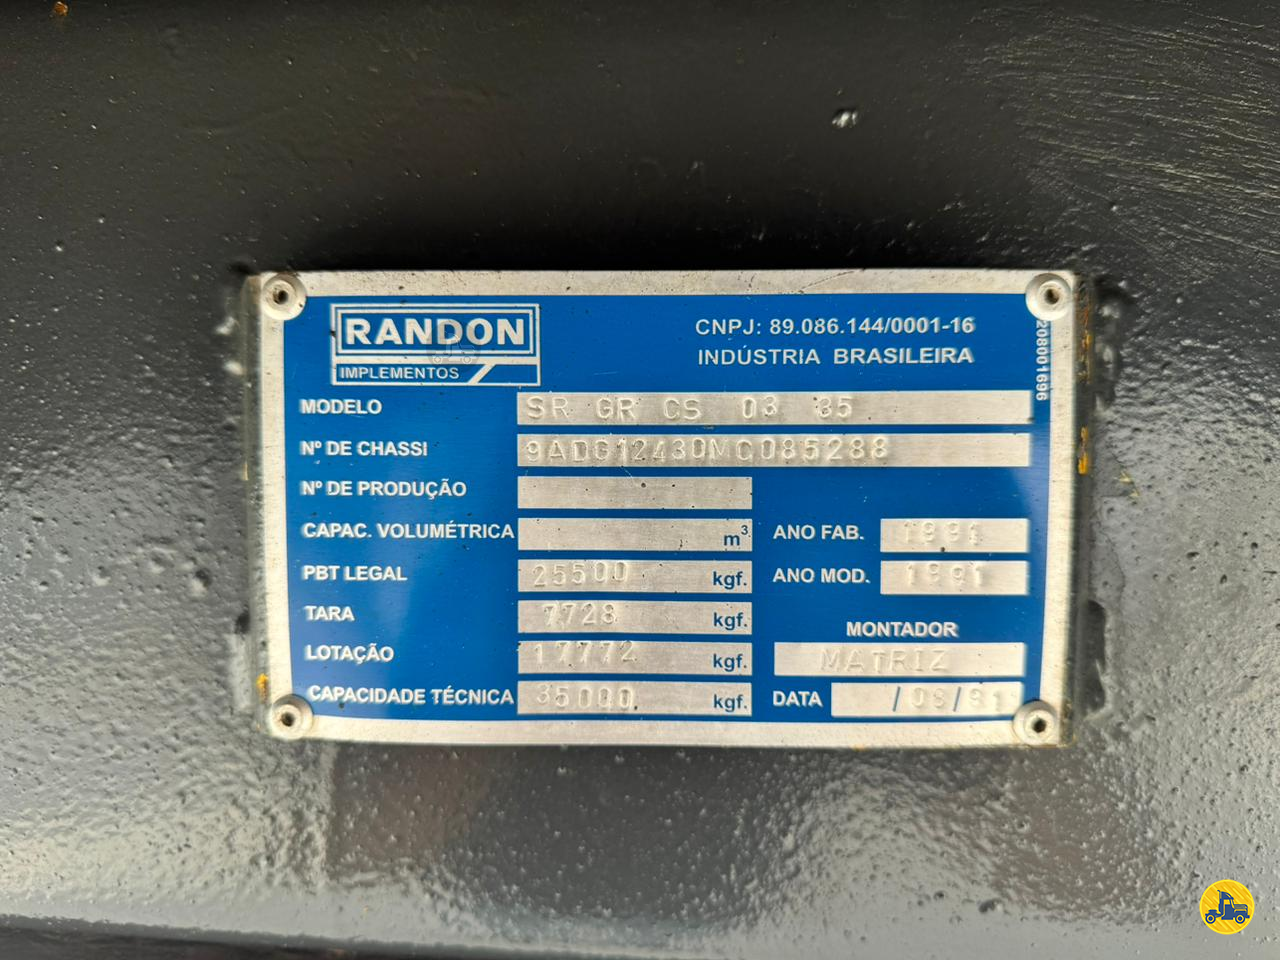 RANDON
IMPLEMENTOS
CNPJ: 89.086.144/0001-16
INDÚSTRIA BRASILEIRA
208001696
MODELO SR GR CS 03 35
Nº DE CHASSI 9ADG12430MC085288
Nº DE PRODUÇÃO
CAPAC. VOLUMÉTRICA m³
ANO FAB. 1991
PBT LEGAL 25500 kgf.
ANO MOD. 1991
TARA 7728 kgf.
MONTADOR
LOTAÇÃO 17772 kgf.
MATRIZ
CAPACIDADE TÉCNICA 35000 kgf.
DATA /08/91